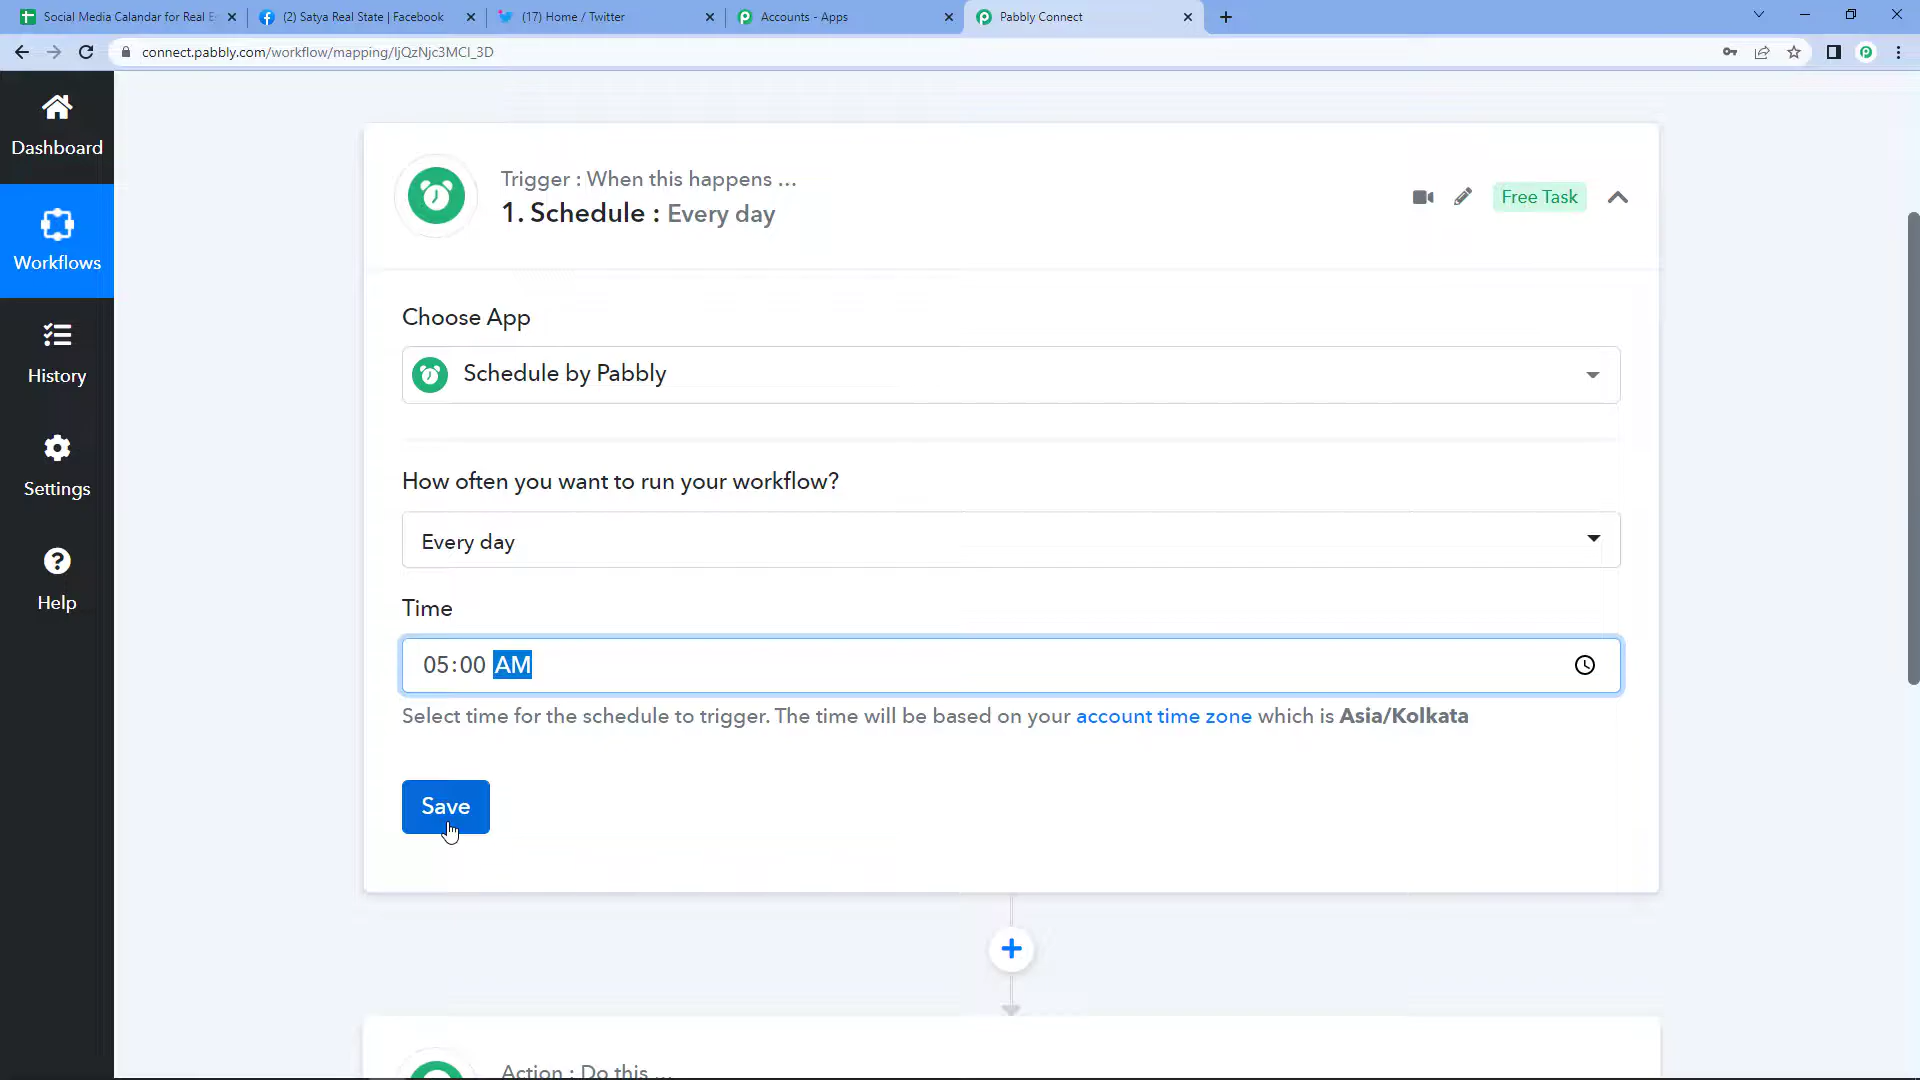 Social Media Calandar for Real E
(2) Satya Real State | Facebook
(17) Home / Twitter
Accounts - Apps
Pabbly Connect
connect.pabbly.com/workflow/mapping/IjQzNjc3MCI_3D
Dashboard
Workflows
History
Settings
Help
Trigger : When this happens ...
1. Schedule : Every day
Free Task
Choose App
Schedule by Pabbly
How often you want to run your workflow?
Every day
Time
05:00 AM
Select time for the schedule to trigger. The time will be based on your account time zone which is Asia/Kolkata
Save
Action : Do this ...